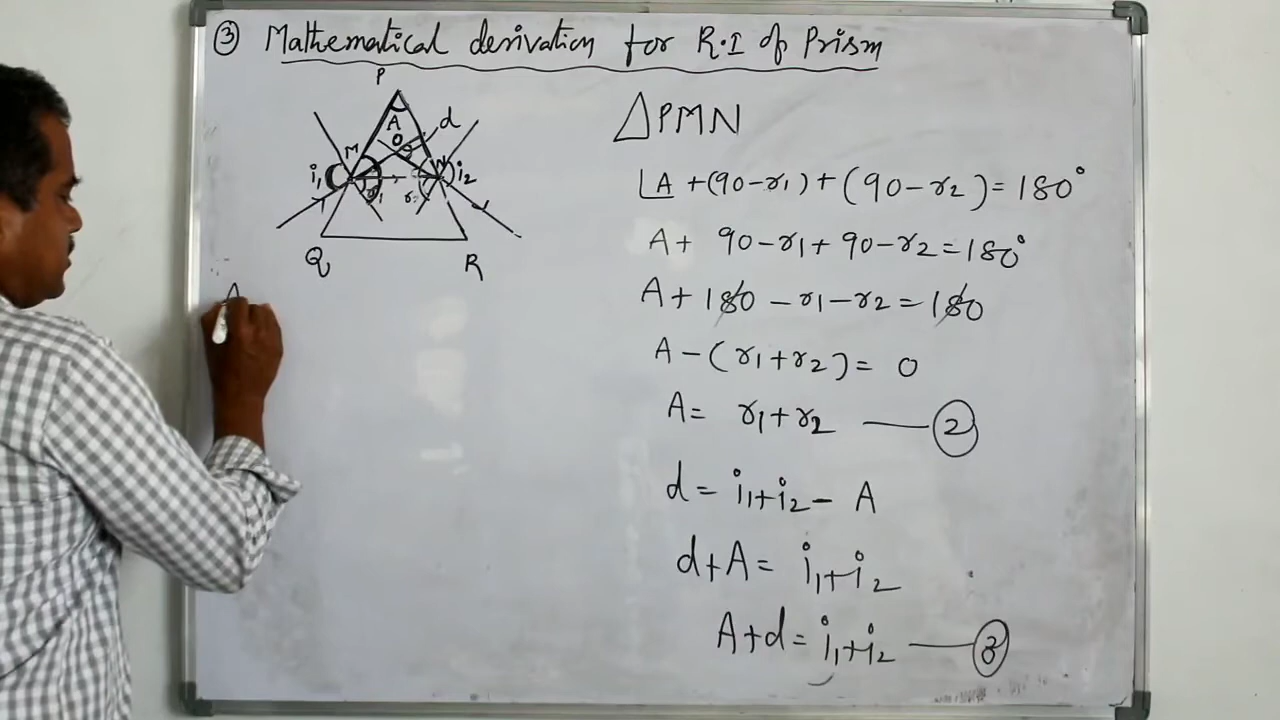 ③ Mathematical derivation for R.I of Prism
P
A
d
O
M
N
i₁
i₂
r₁
Q
R
A
△PMN
∠A + (90-r₁) + (90-r₂) = 180°
A + 90-r₁ + 90-r₂ = 180°
A + 180 - r₁ - r₂ = 180
A - (r₁+r₂) = 0
A = r₁+r₂ —— ②
d = i₁+i₂ - A
d+A = i₁+i₂
A+d = i₁+i₂ —— ③